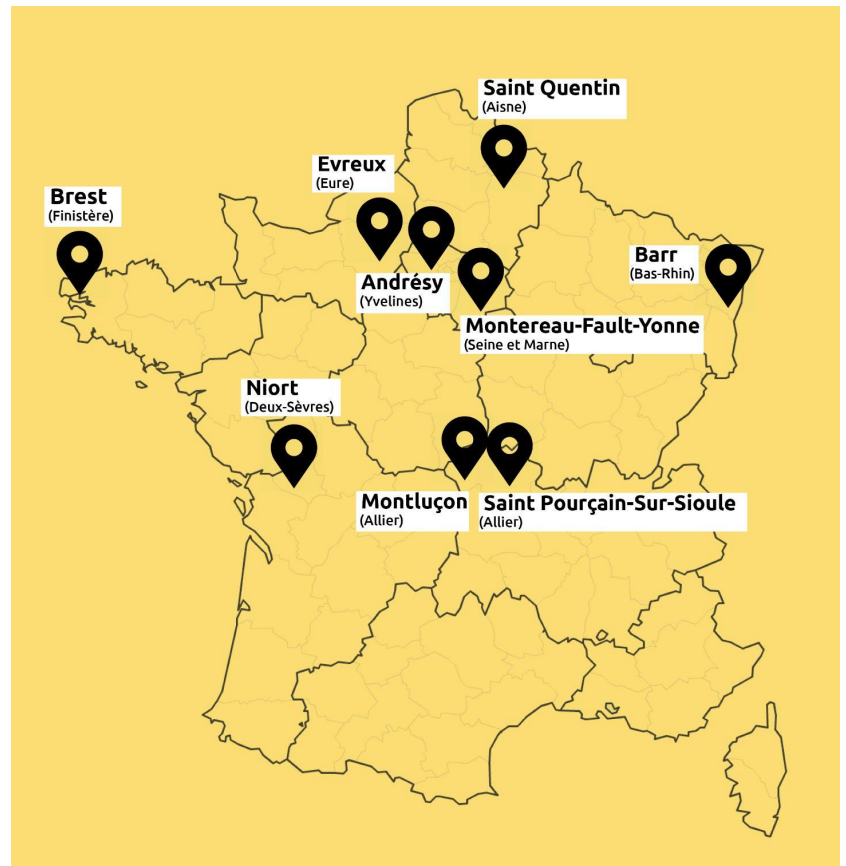 Saint Quentin
(Aisne)
Evreux
(Eure)
Brest
(Finistère)
Barr
(Bas-Rhin)
Andrésy
(Yvelines)
Montereau-Fault-Yonne
(Seine et Marne)
Niort
(Deux-Sèvres)
Montluçon
(Allier)
Saint Pourçain-Sur-Sioule
(Allier)